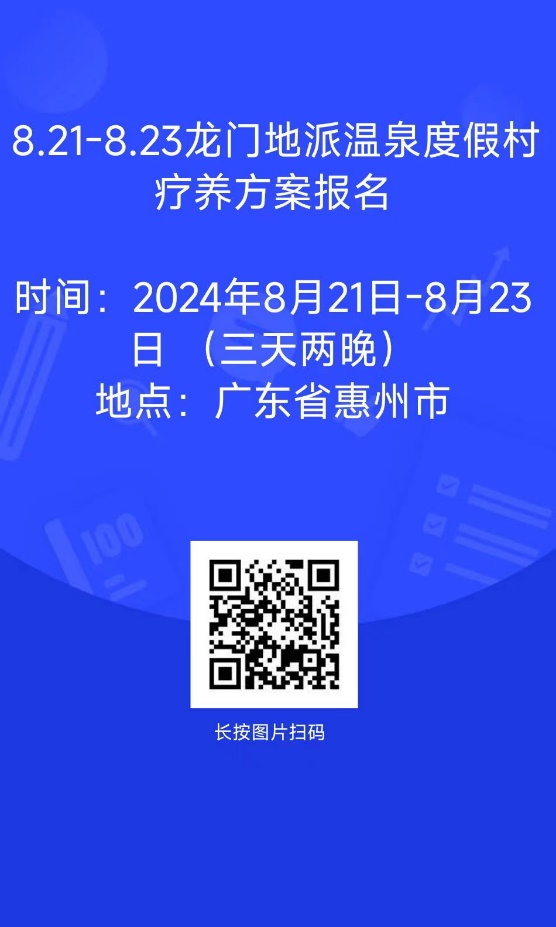 8.21-8.23龙门地派温泉度假村
疗养方案报名
时间：2024年8月21日-8月23
日 （三天两晚）
地点：广东省惠州市
100
长按图片扫码